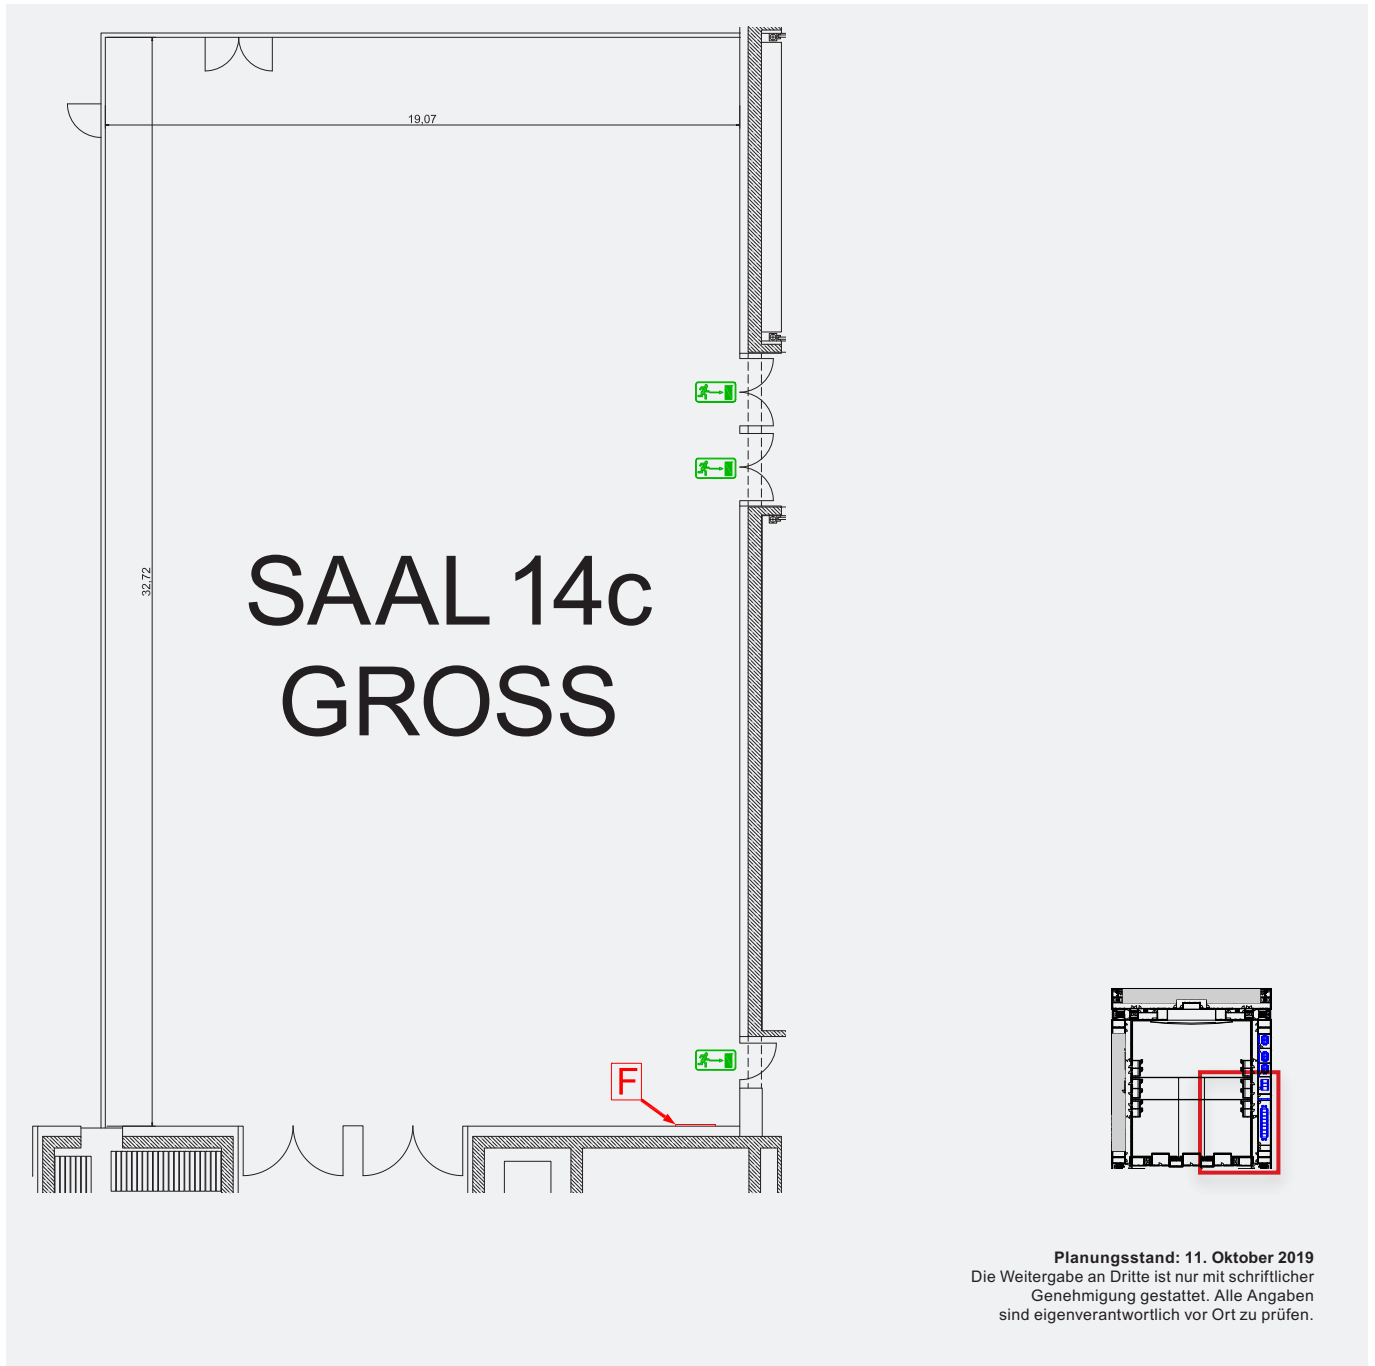 19,07
32,72
SAAL 14c
GROSS
F
Planungsstand: 11. Oktober 2019
Die Weitergabe an Dritte ist nur mit schriftlicher
Genehmigung gestattet. Alle Angaben
sind eigenverantwortlich vor Ort zu prüfen.